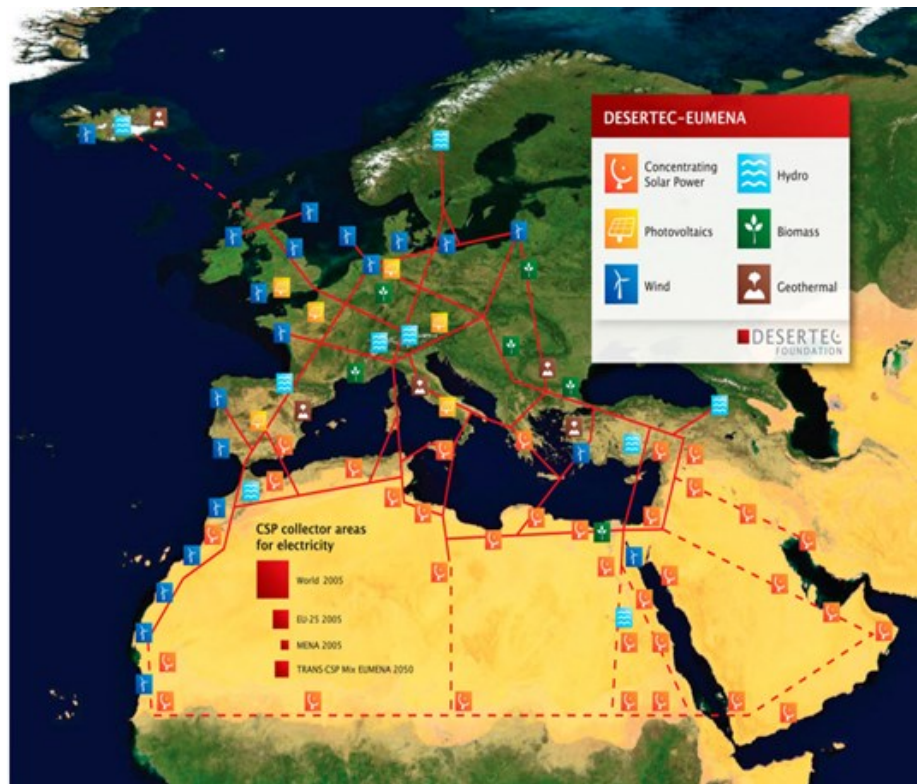 DESERTEC–EUMENA
Concentrating
Solar Power
Hydro
Photovoltaics
Biomass
Wind
Geothermal
DESERTEC
FOUNDATION
CSP collector areas
for electricity
World 2005
EU-25 2005
MENA 2005
TRANS CSP Mix EUMENA 2050